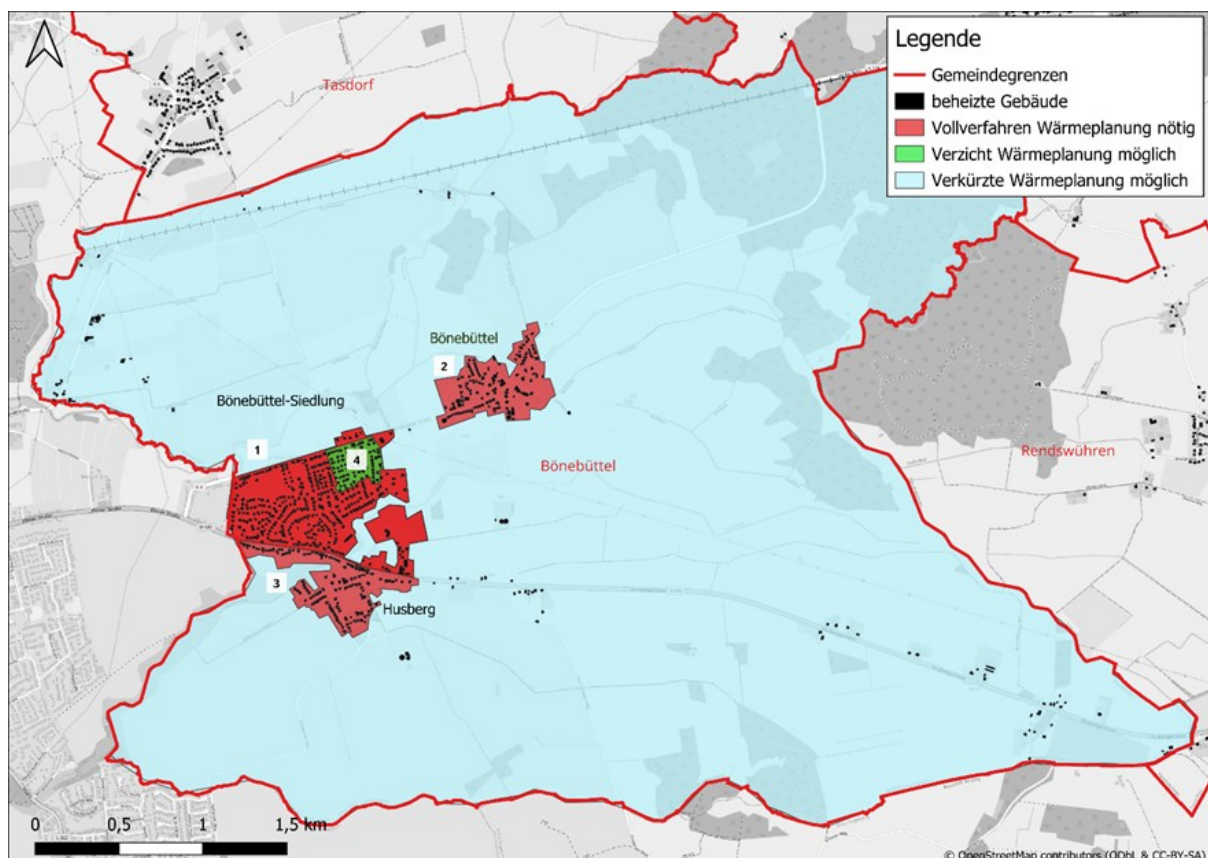 Legende
Gemeindegrenzen
beheizte Gebäude
Vollverfahren Wärmeplanung nötig
Verzicht Wärmeplanung möglich
Verkürzte Wärmeplanung möglich
Tasdorf
Bönebüttel
2
Bönebüttel-Siedlung
1
4
Bönebüttel
Rendswühren
3
Husberg
0 0,5 1 1,5 km
© OpenStreetMap contributors (ODbL & CC-BY-SA)